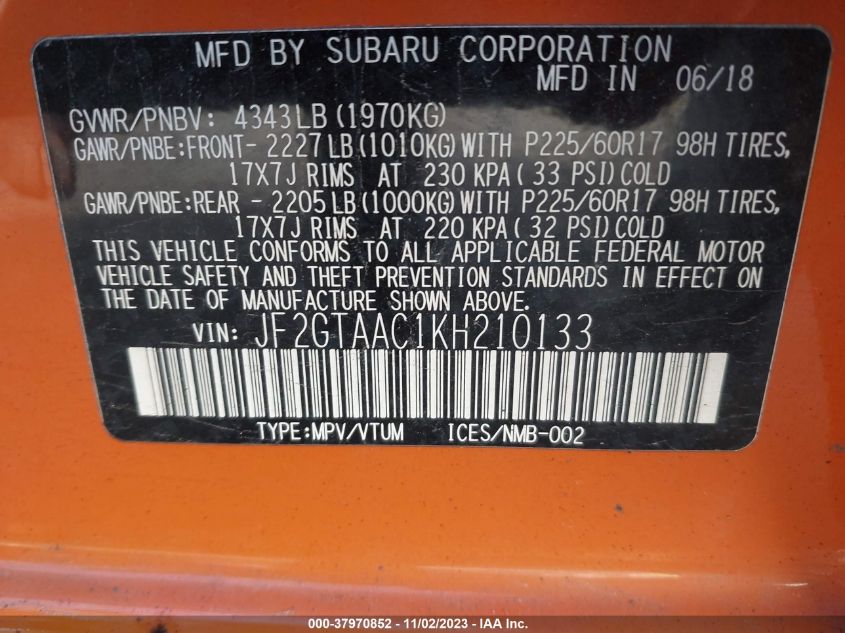 MFD BY SUBARU CORPORATION
MFD IN 06/18
GVWR/PNBV: 4343LB (1970KG)
GAWR/PNBE:FRONT- 2227LB (1010KG) WITH P225/60R17 98H TIRES,
17X7J RIMS AT 230 KPA ( 33 PSI) COLD
GAWR/PNBE:REAR - 2205LB (1000KG) WITH P225/60R17 98H TIRES,
17X7J RIMS AT 220 KPA ( 32 PSI) COLD
THIS VEHICLE CONFORMS TO ALL APPLICABLE FEDERAL MOTOR
VEHICLE SAFETY AND THEFT PREVENTION STANDARDS IN EFFECT ON
THE DATE OF MANUFACTURE SHOWN ABOVE.
VIN: JF2GTAAC1KH210133
TYPE:MPV/VTUM ICES/NMB-002
000-37970852 - 11/02/2023 - IAA Inc.